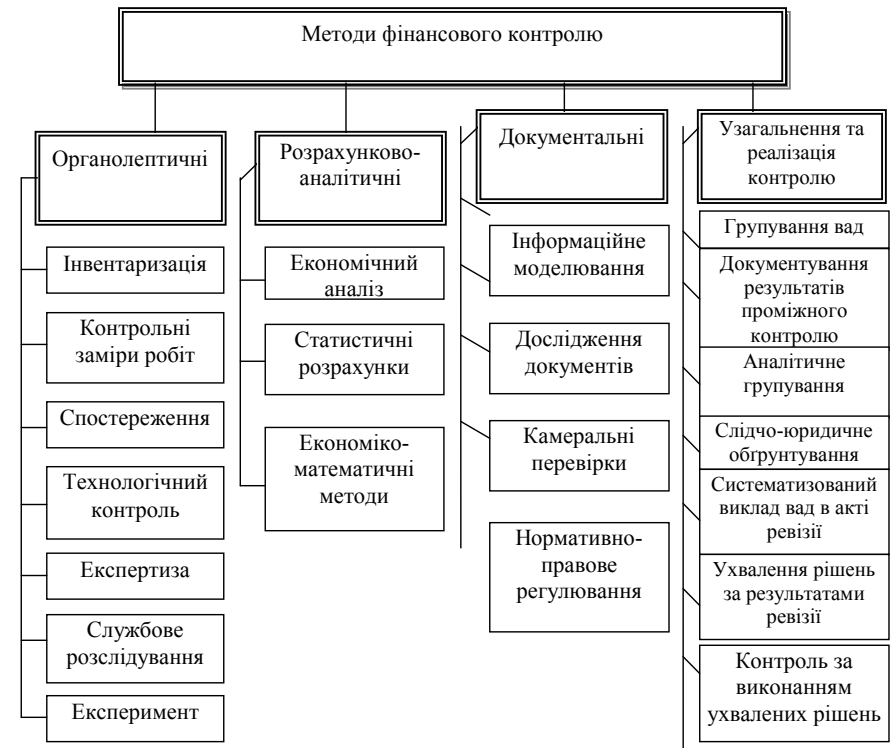 Методи фінансового контролю
Органолептичні
Інвентаризація
Контрольні
заміри робіт
Спостереження
Технологічний
контроль
Експертиза
Службове
розслідування
Експеримент
Розрахунково-
аналітичні
Економічний
аналіз
Статистичні
розрахунки
Економіко-
математичні
методи
Документальні
Інформаційне
моделювання
Дослідження
документів
Камеральні
перевірки
Нормативно-
правове
регулювання
Узагальнення та
реалізація
контролю
Групування вад
Документування
результатів
проміжного
контролю
Аналітичне
групування
Слідчо-юридичне
обґрунтування
Систематизований
виклад вад в акті
ревізії
Ухвалення рішень
за результатами
ревізії
Контроль за
виконанням
ухвалених рішень